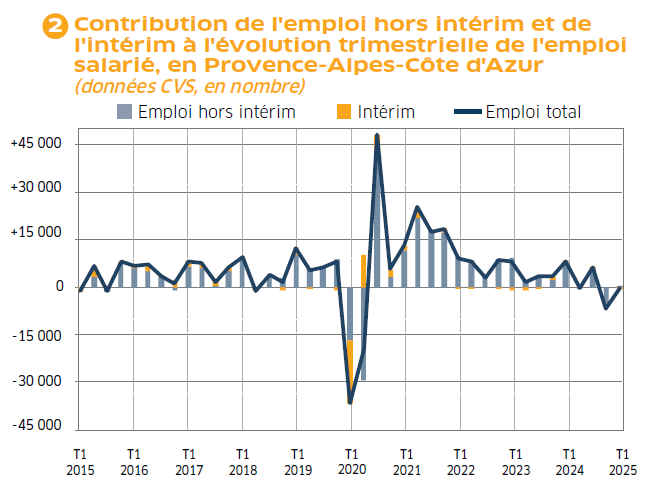 2 Contribution de l'emploi hors intérim et de
l'intérim à l'évolution trimestrielle de l'emploi
salarié, en Provence-Alpes-Côte d'Azur
(données CVS, en nombre)
Emploi hors intérim Intérim Emploi total
+45 000
+30 000
+15 000
0
-15 000
-30 000
-45 000
T1 T1 T1 T1 T1 T1 T1 T1 T1 T1 T1
2015 2016 2017 2018 2019 2020 2021 2022 2023 2024 2025